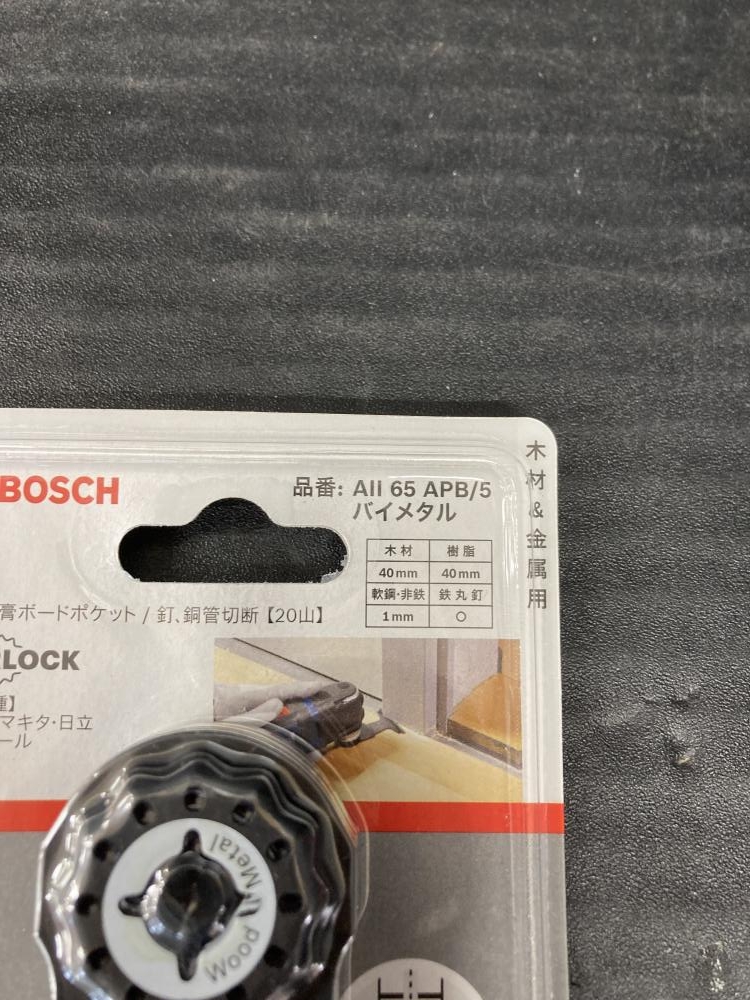 BOSCH
品番: All 65 APB/5
バイメタル
木材&金属用
木材 樹脂
40mm 40mm
軟鋼・非鉄 鉄丸釘
1mm ○
膏ボードポケット / 釘、銅管切断【20山】
LOCK
種】
マキタ・日立
ール
Metal
Wood